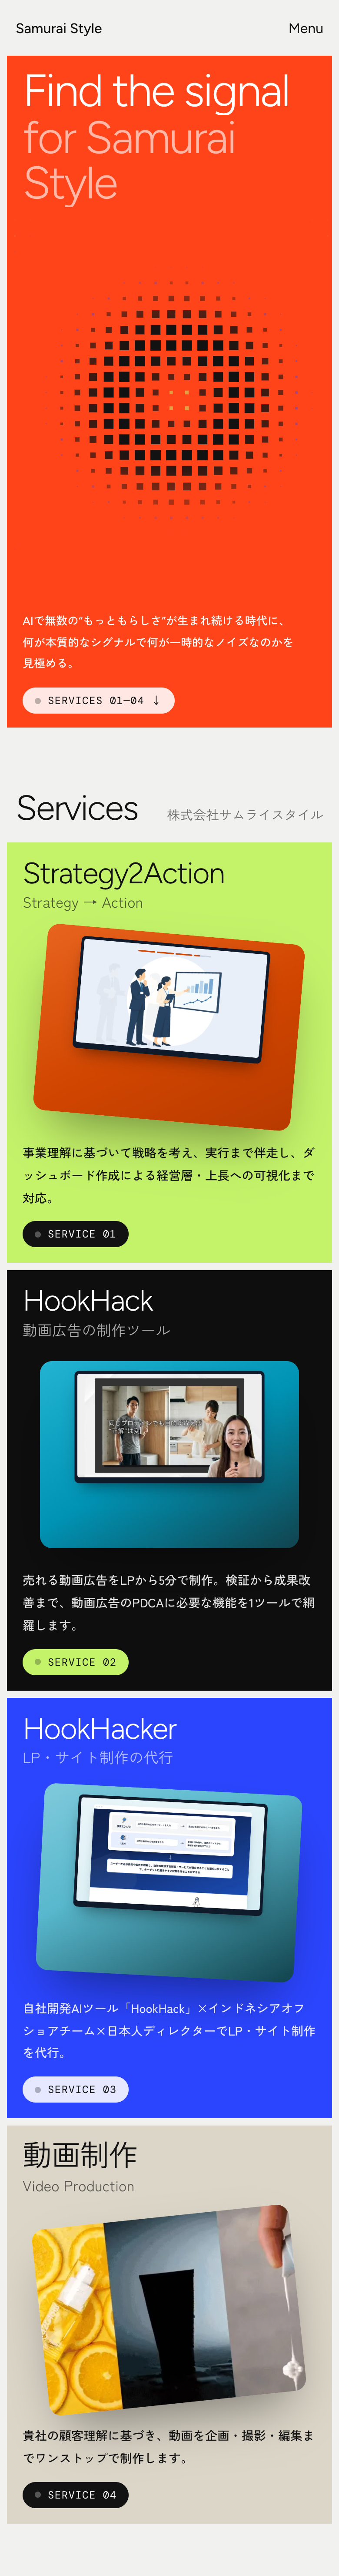 Samurai Style
Menu
Find the signal
for Samurai
Style
AIで無数の“もっともらしさ”が生まれ続ける時代に、
何が本質的なシグナルで何が一時的なノイズなのかを
見極める。
SERVICES 01—04 ↓
Services
株式会社サムライスタイル
Strategy2Action
Strategy → Action
事業理解に基づいて戦略を考え、実行まで伴走し、ダ
ッシュボード作成による経営層・上長への可視化まで
対応。
SERVICE 01
HookHack
動画広告の制作ツール
売れる動画広告をLPから5分で制作。検証から成果改
善まで、動画広告のPDCAに必要な機能を1ツールで網
羅します。
SERVICE 02
HookHacker
LP・サイト制作の代行
自社開発AIツール「HookHack」×インドネシアオフ
ショアチーム×日本人ディレクターでLP・サイト制作
を代行。
SERVICE 03
動画制作
Video Production
貴社の顧客理解に基づき、動画を企画・撮影・編集ま
でワンストップで制作します。
SERVICE 04